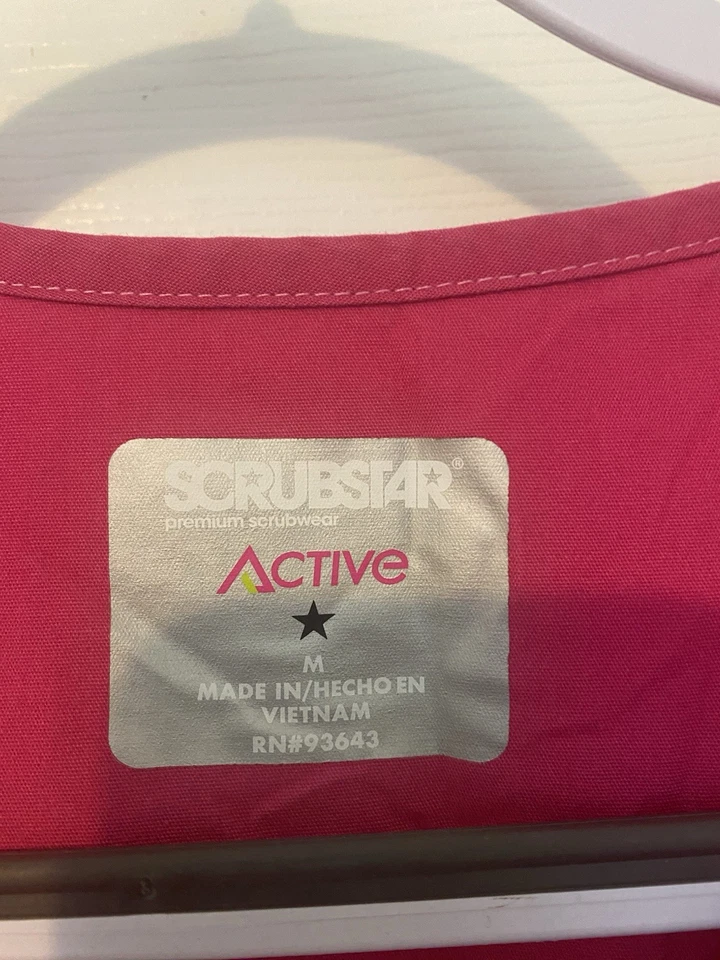 SCRUBSTAR®
premium scrubwear
ACTIVe
M
MADE IN/HECHO EN
VIETNAM
RN#93643